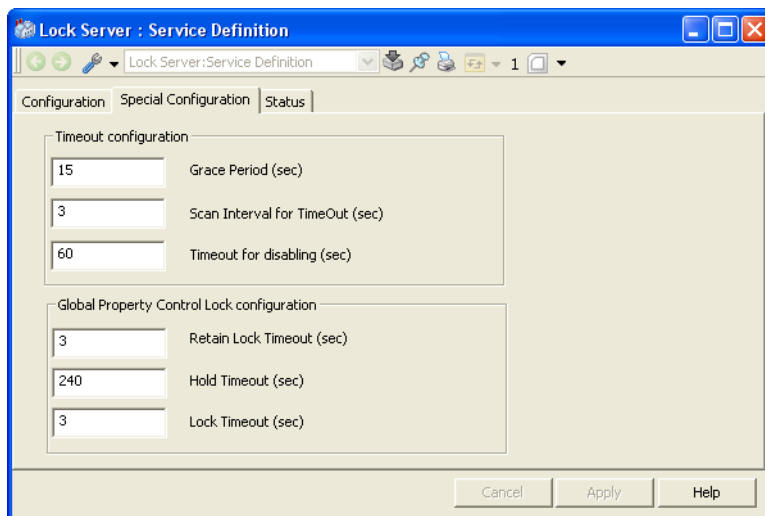 Lock Server : Service Definition
Lock Server:Service Definition 1
Configuration Special Configuration Status
Timeout configuration
15 Grace Period (sec)
3 Scan Interval for TimeOut (sec)
60 Timeout for disabling (sec)
Global Property Control Lock configuration
3 Retain Lock Timeout (sec)
240 Hold Timeout (sec)
3 Lock Timeout (sec)
Cancel Apply Help